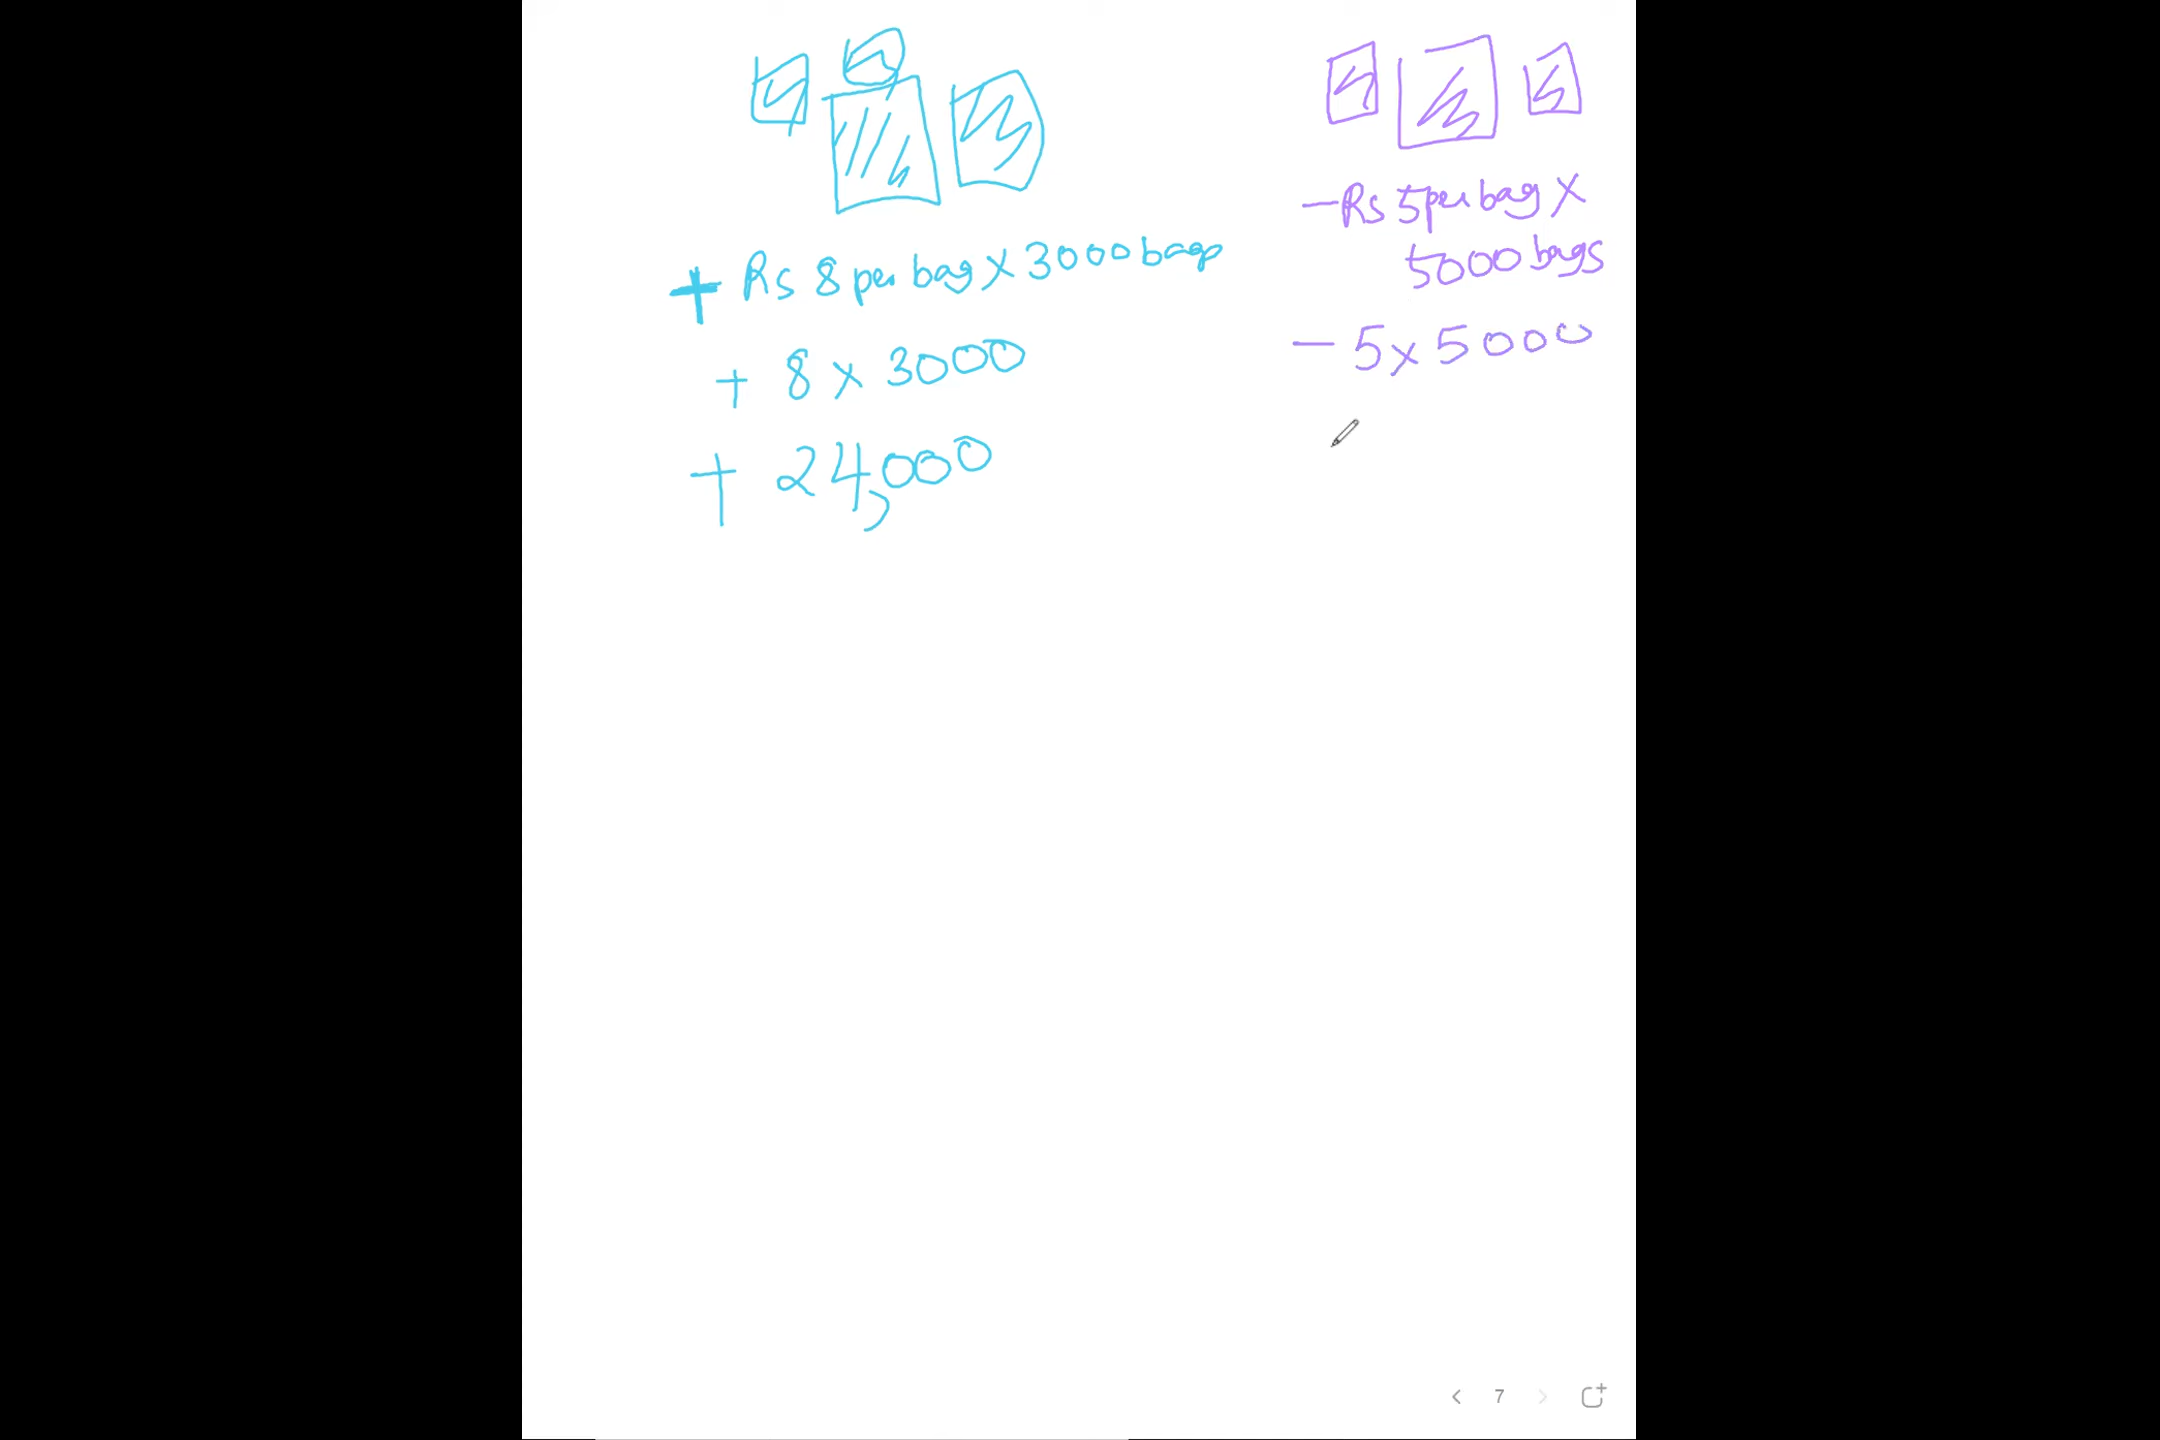 + Rs 8 per bag × 3000 bags
+ 8 × 3000
+ 24,000
- Rs 5 per bag ×
5000 bags
- 5 × 5000
7